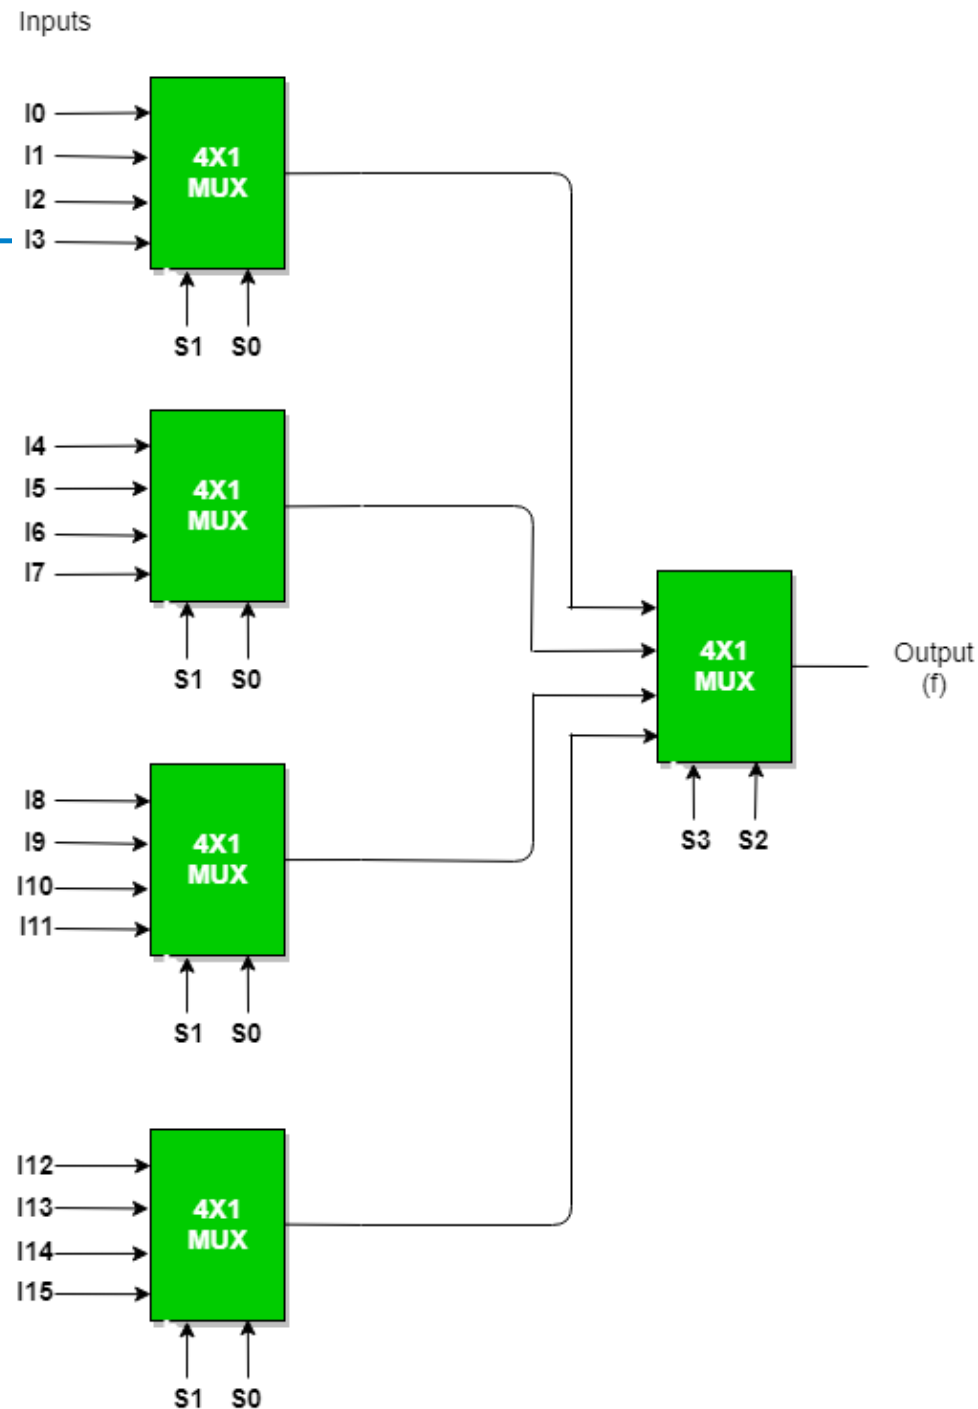 Inputs
I0
I1
I2
I3
4X1
MUX
S1 S0
I4
I5
I6
I7
4X1
MUX
S1 S0
4X1
MUX
S3 S2
Output
(f)
I8
I9
I10
I11
4X1
MUX
S1 S0
I12
I13
I14
I15
4X1
MUX
S1 S0